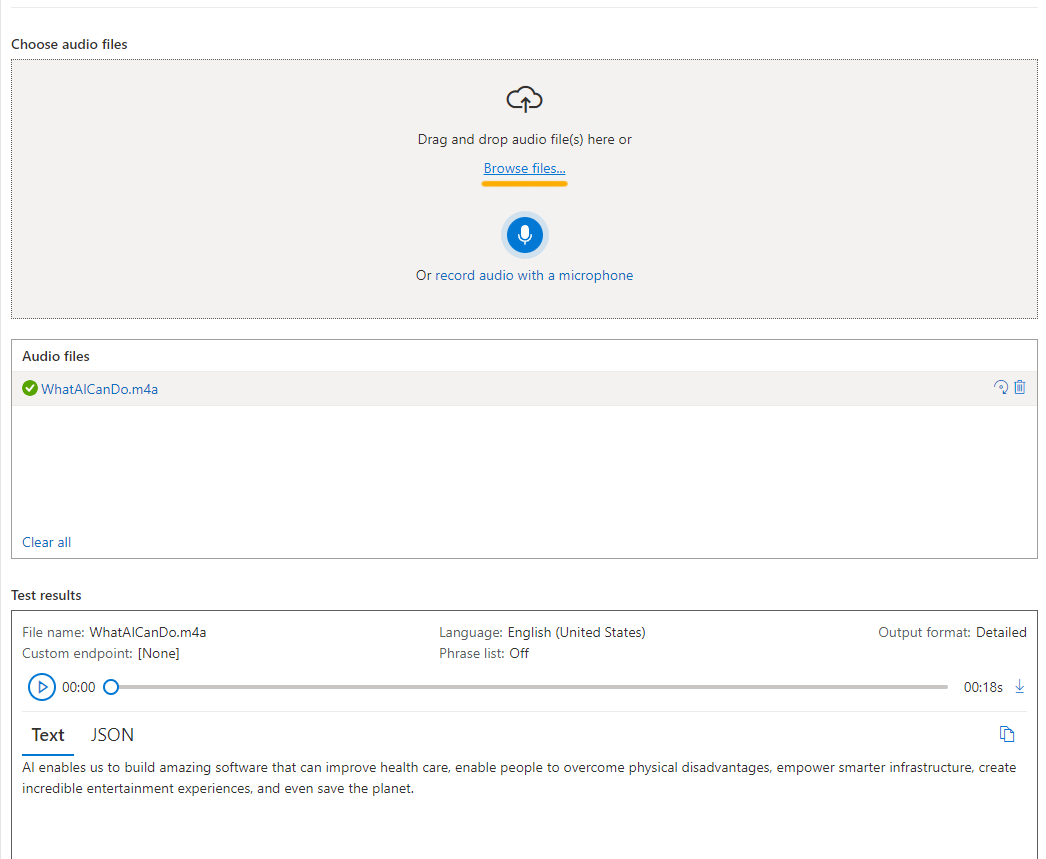 Choose audio files
Drag and drop audio file(s) here or
Browse files...
Or record audio with a microphone
Audio files
WhatAICanDo.m4a
Clear all
Test results
File name: WhatAICanDo.m4a Language: English (United States) Output format: Detailed
Custom endpoint: [None] Phrase list: Off
00:00 00:18s
Text JSON
AI enables us to build amazing software that can improve health care, enable people to overcome physical disadvantages, empower smarter infrastructure, create
incredible entertainment experiences, and even save the planet.